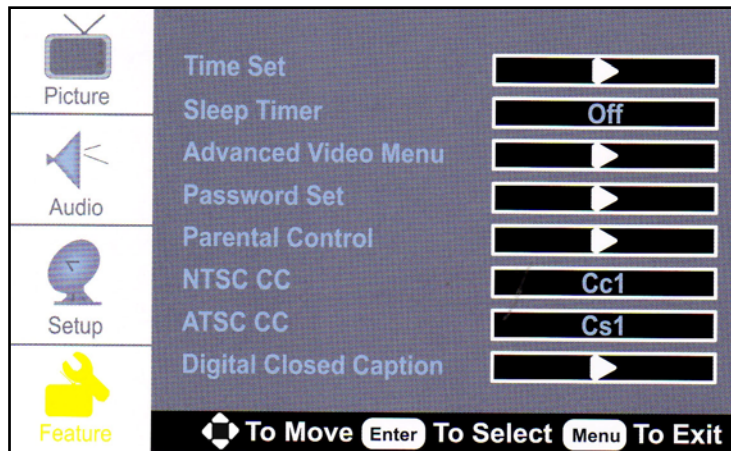 Picture
Audio
Setup
Feature
Time Set
Sleep Timer Off
Advanced Video Menu
Password Set
Parental Control
NTSC CC Cc1
ATSC CC Cs1
Digital Closed Caption
To Move Enter To Select Menu To Exit